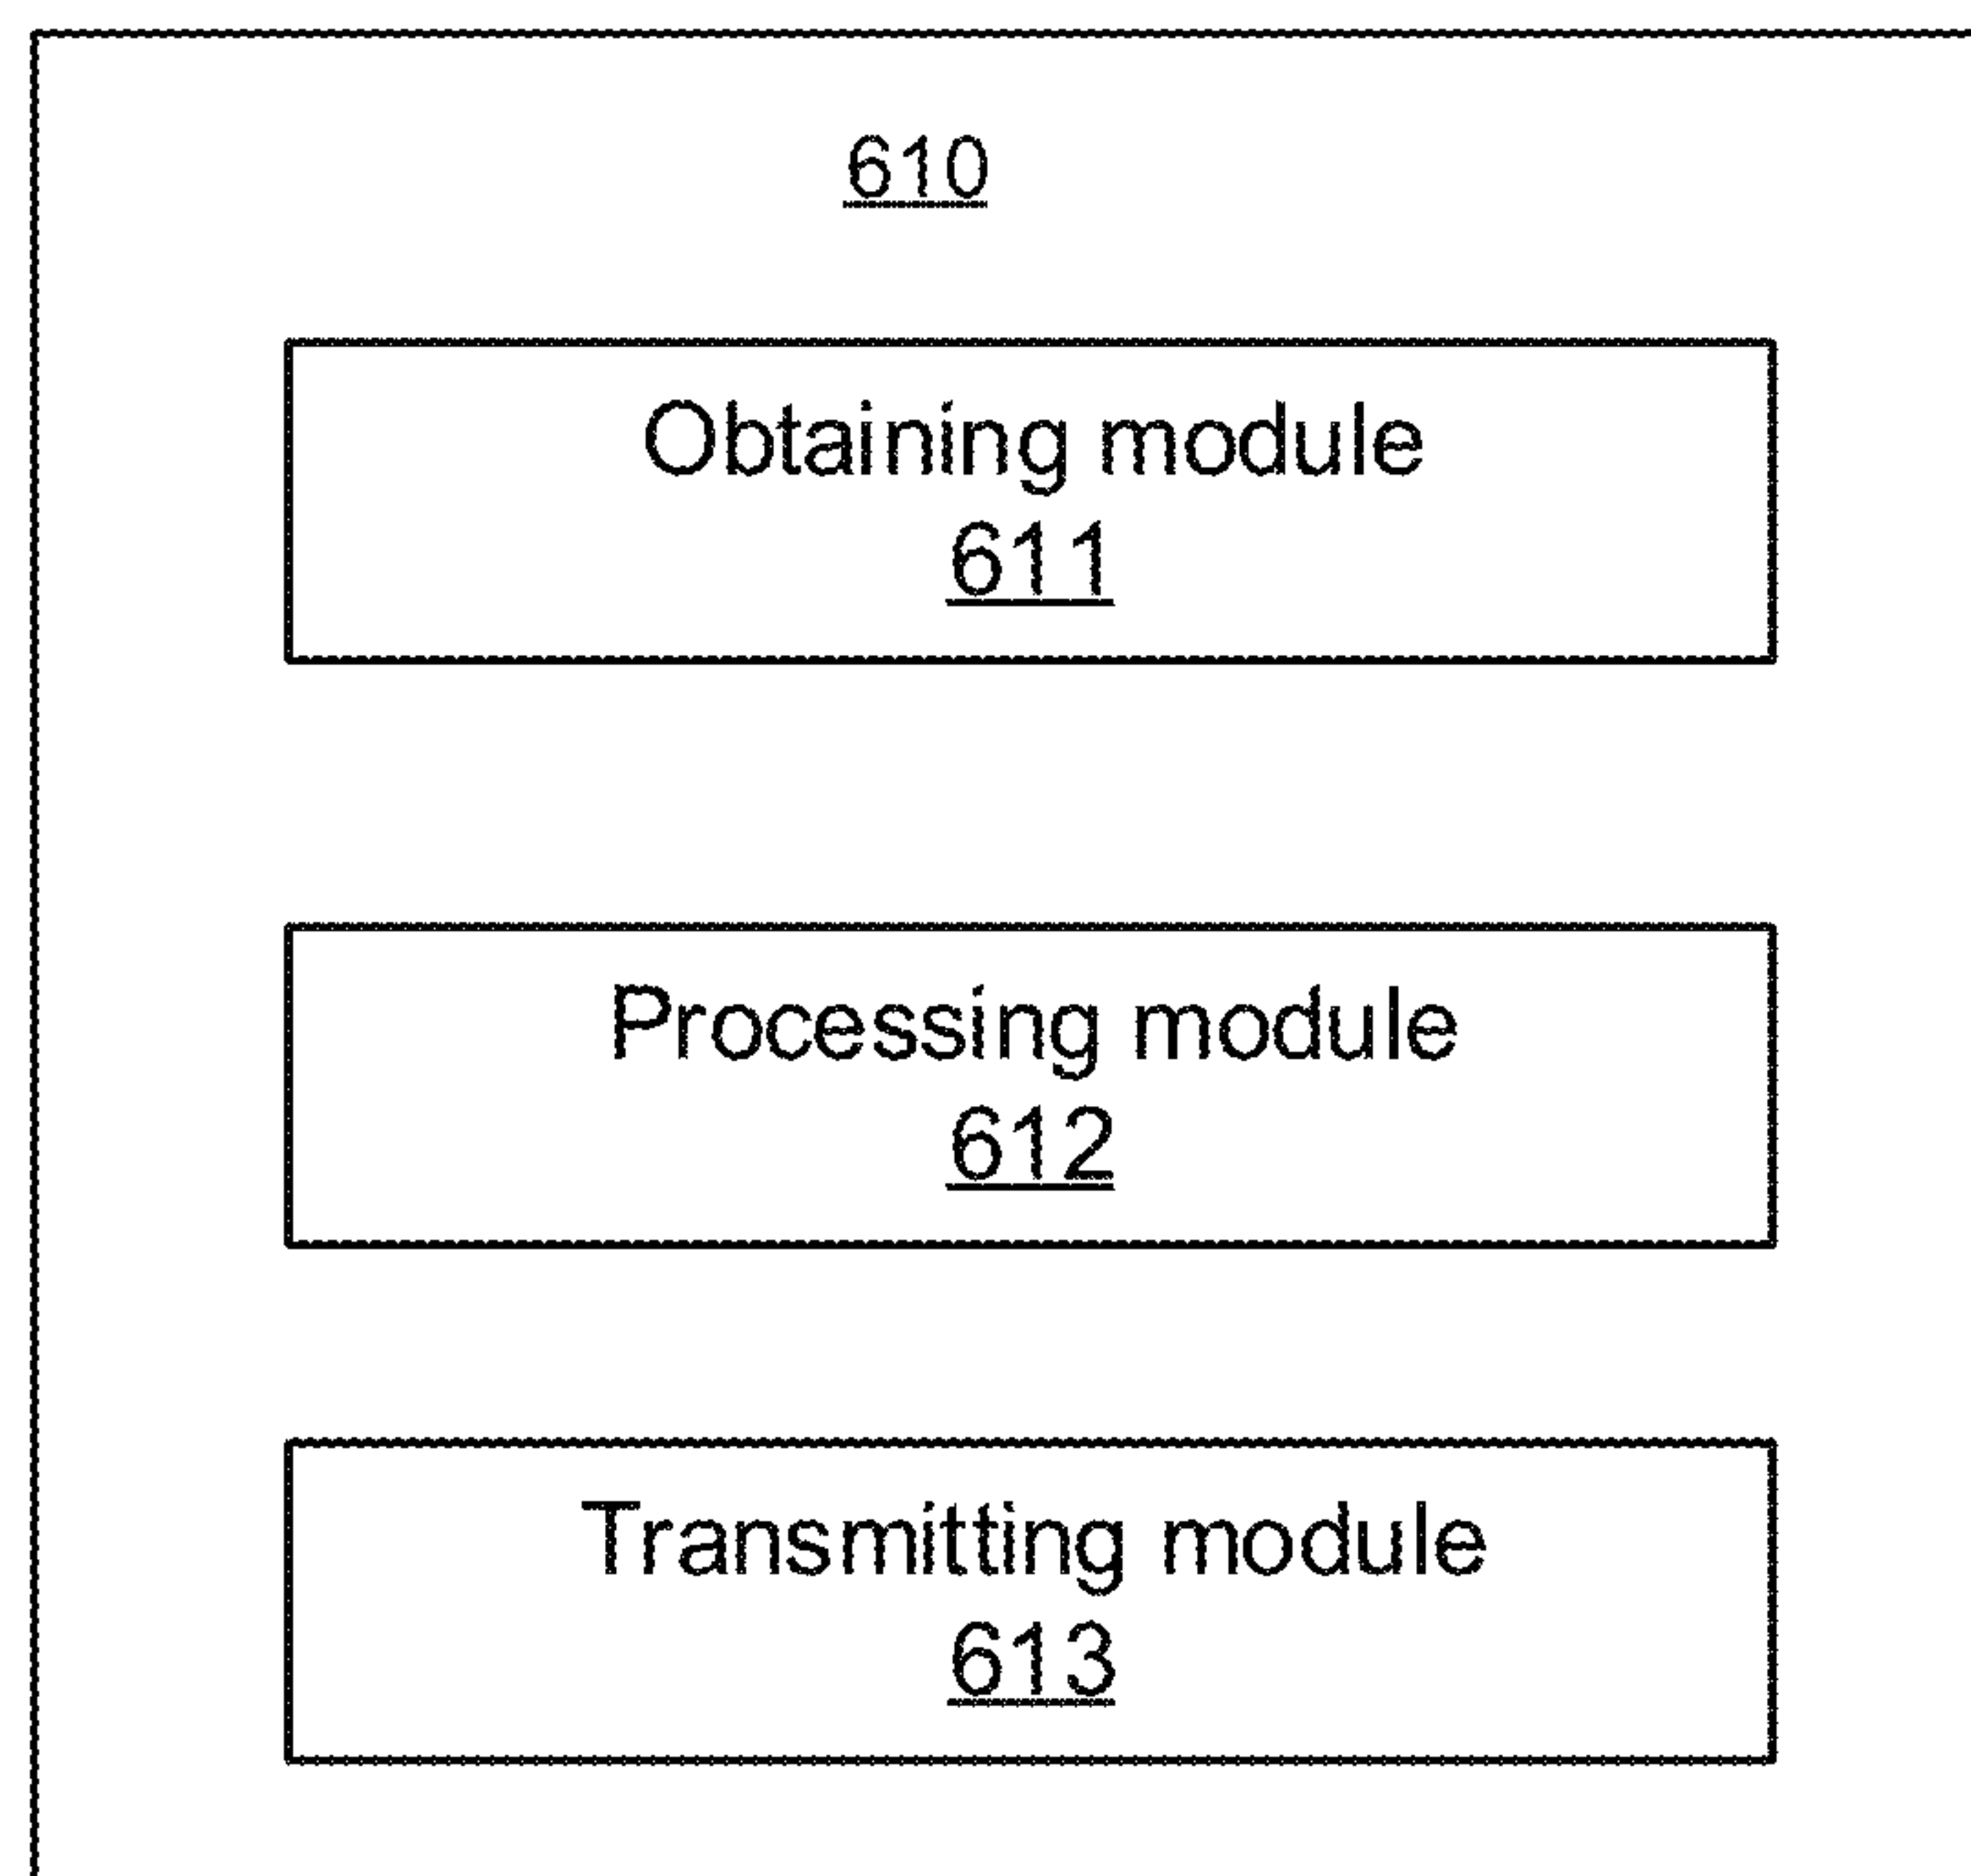 610
Obtaining module
611
Processing module
612
Transmitting module
613